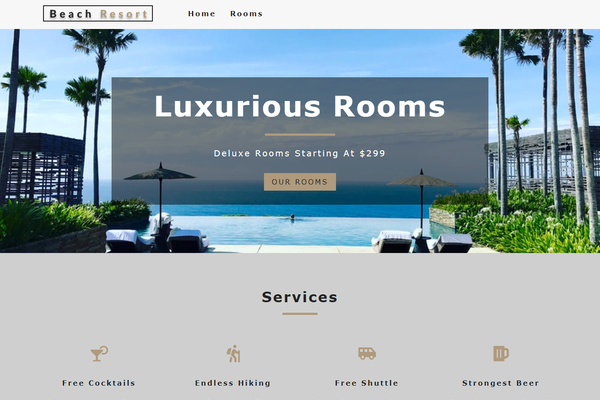 Beach Resort
Home Rooms
Luxurious Rooms
Deluxe Rooms Starting At $299
OUR ROOMS
Services
Free Cocktails
Endless Hiking
Free Shuttle
Strongest Beer